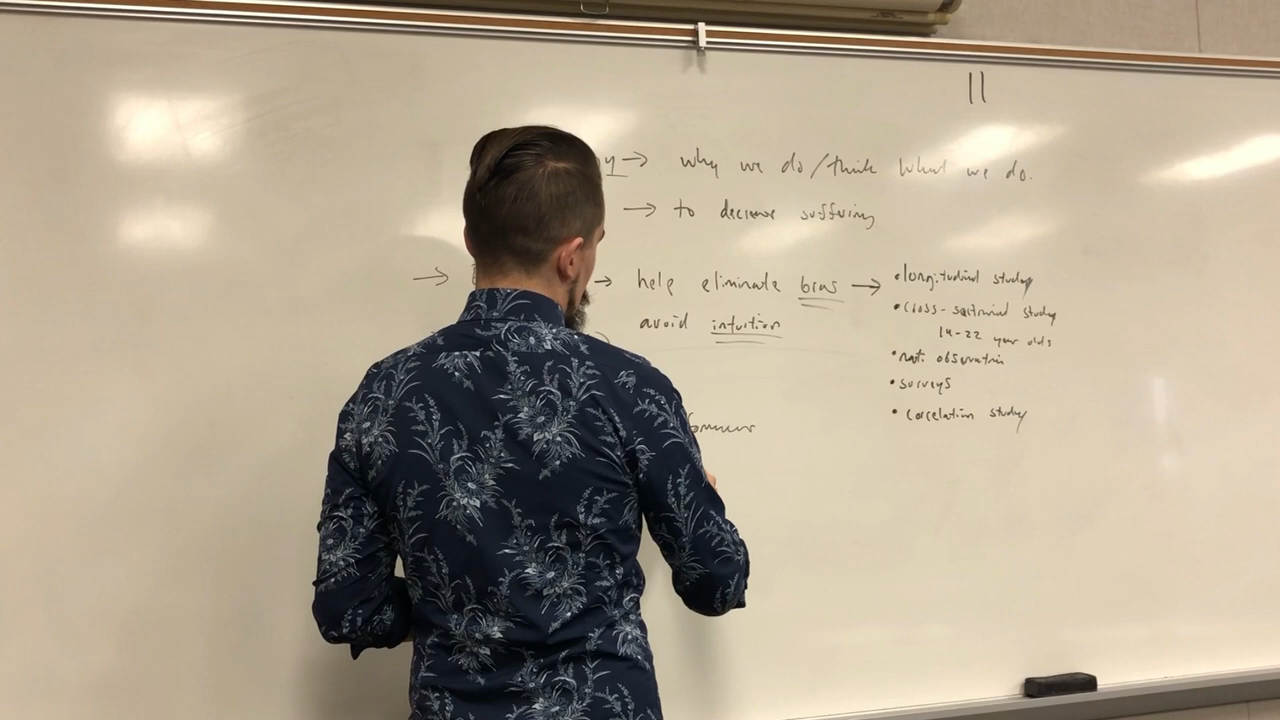 11
y → why we do/think what we do.
→ to decrease suffering
→ → help eliminate bias →
avoid intuition
• longitudinal study
• cross-sectional study
14-22 year olds
• nat. observation
• surveys
• correlation study